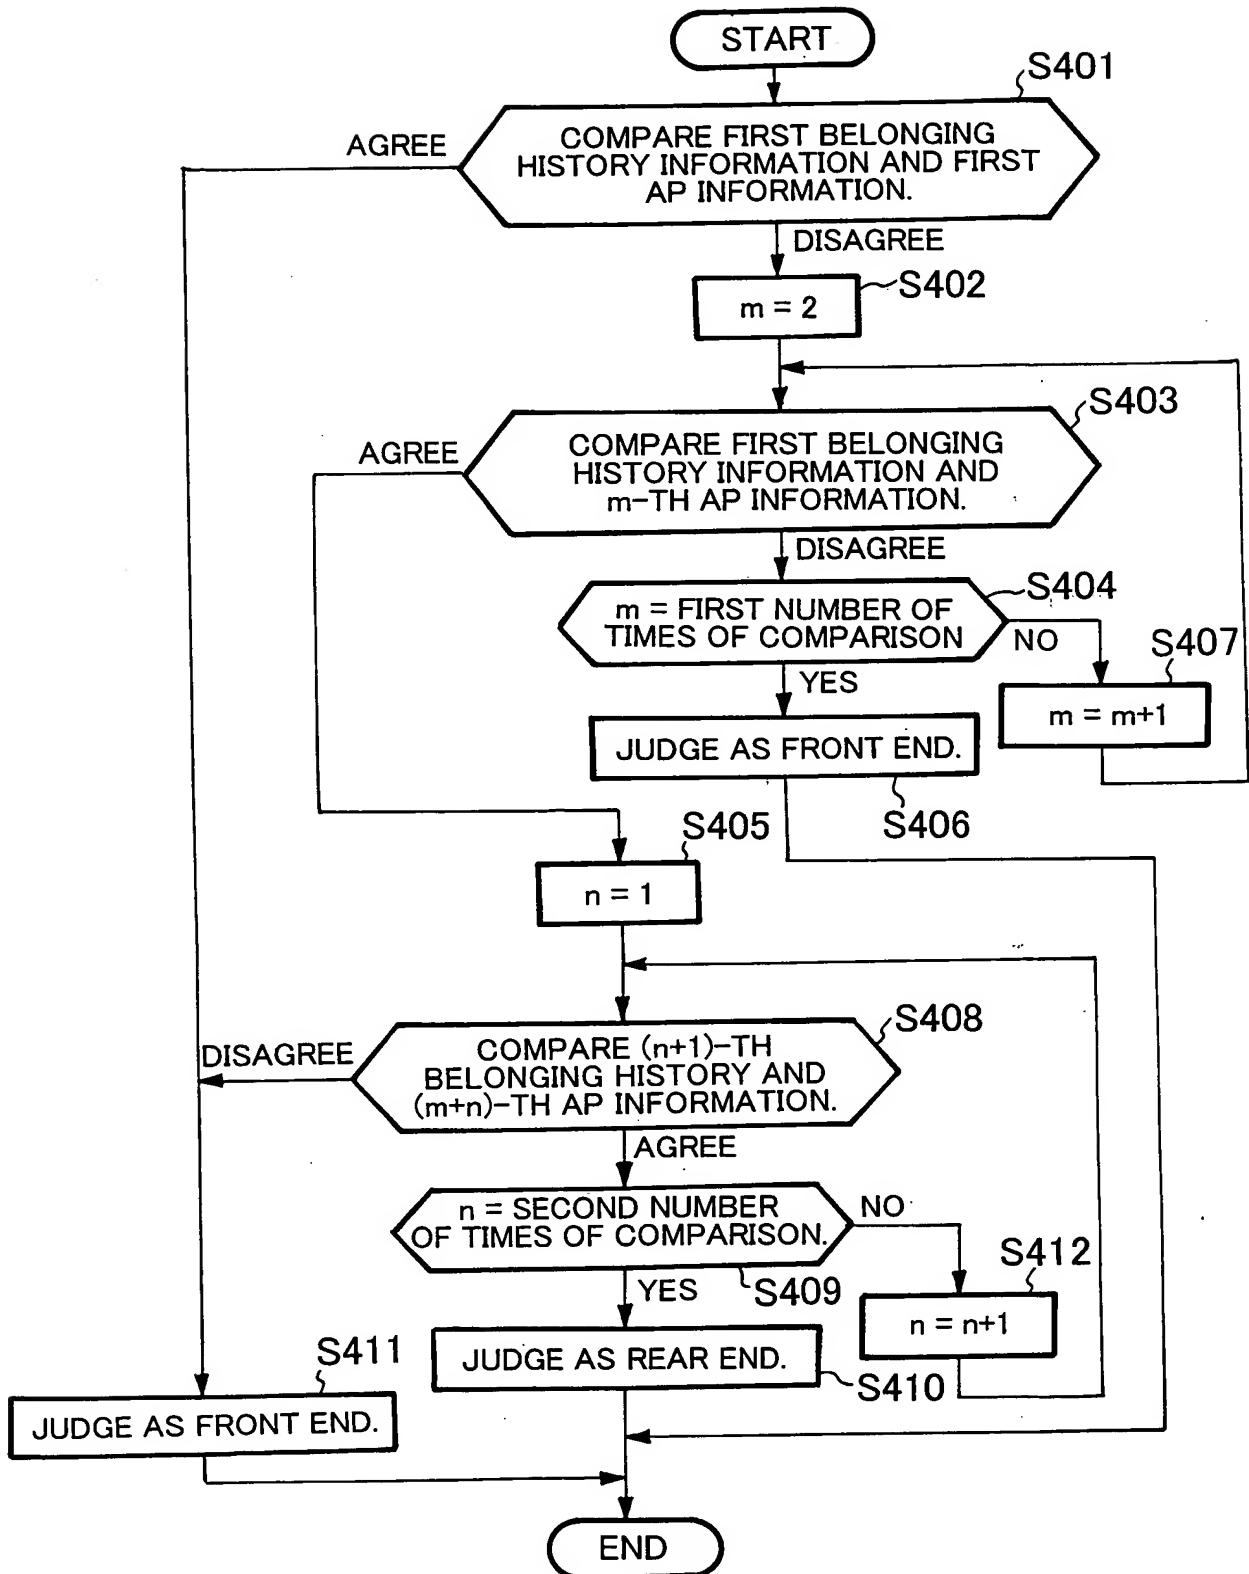 START
S401
COMPARE FIRST BELONGING
HISTORY INFORMATION AND FIRST
AP INFORMATION.
AGREE
DISAGREE
S402
m = 2
S403
COMPARE FIRST BELONGING
HISTORY INFORMATION AND
m-TH AP INFORMATION.
AGREE
DISAGREE
S404
m = FIRST NUMBER OF
TIMES OF COMPARISON
NO
S407
YES
m = m+1
JUDGE AS FRONT END.
S406
S405
n = 1
S408
COMPARE (n+1)-TH
BELONGING HISTORY AND
(m+n)-TH AP INFORMATION.
DISAGREE
AGREE
n = SECOND NUMBER
OF TIMES OF COMPARISON.
NO
S409
S412
YES
n = n+1
JUDGE AS REAR END.
S410
S411
JUDGE AS FRONT END.
END